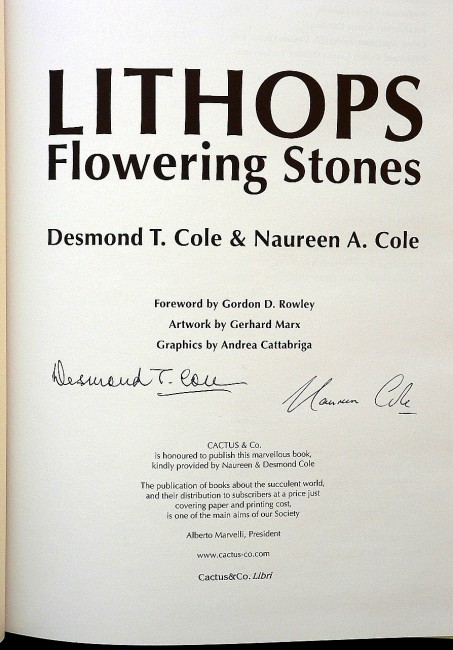 LITHOPS
Flowering Stones
Desmond T. Cole & Naureen A. Cole
Foreword by Gordon D. Rowley
Artwork by Gerhard Marx
Graphics by Andrea Cattabriga
Desmond T. Cole
Naureen Cole
CACTUS & Co.
is honoured to publish this marvellous book,
kindly provided by Naureen & Desmond Cole
The publication of books about the succulent world,
and their distribution to subscribers at a price just
covering paper and printing cost,
is one of the main aims of our Society
Alberto Marvelli, President
www.cactus-co.com
Cactus&Co. Libri